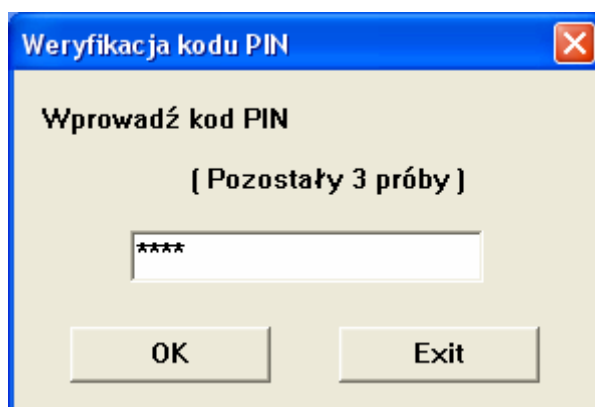 Weryfikacja kodu PIN
Wprowadź kod PIN
( Pozostały 3 próby )
****
OK
Exit